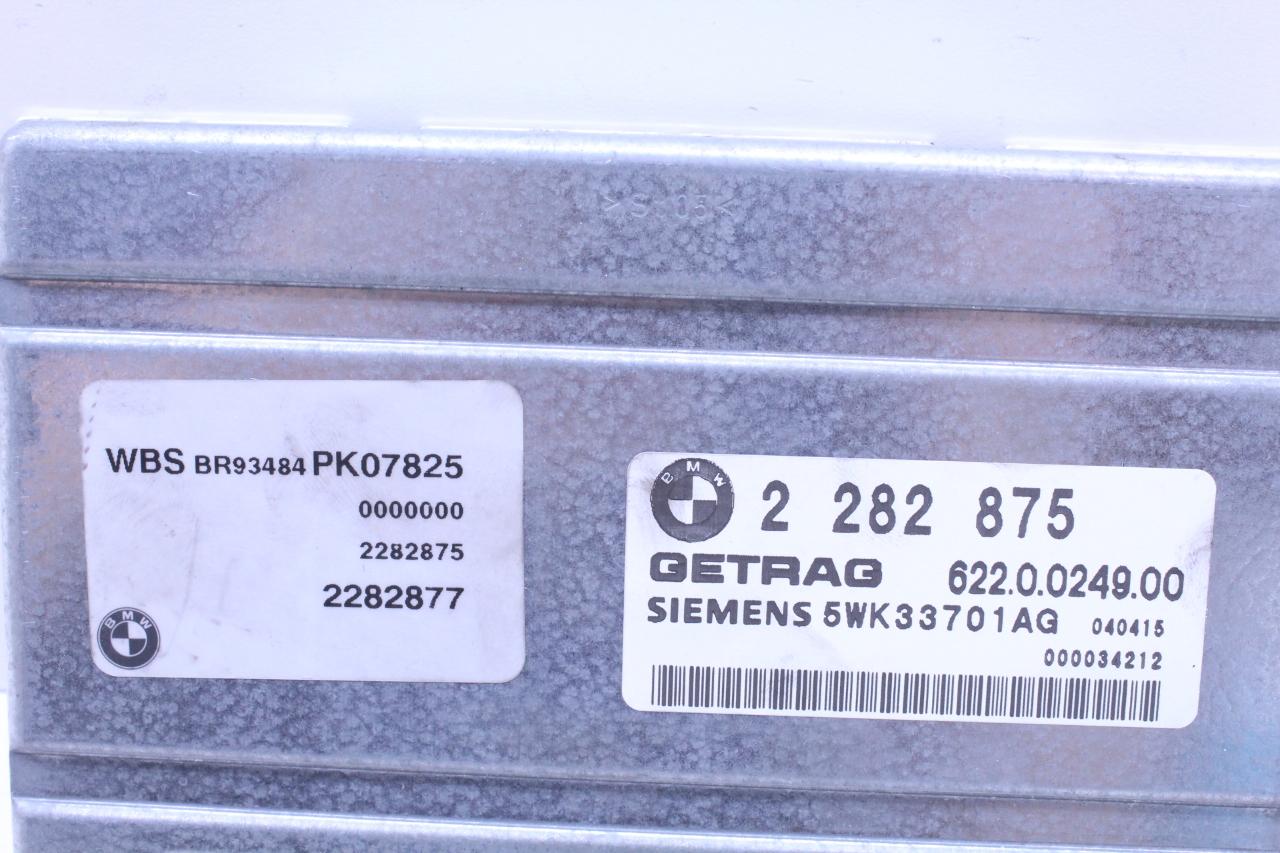 >S:05<
WBS BR93484 PK07825
0000000
2282875
2282877
BMW
BMW 2 282 875
GETRAG 622.0.0249.00
SIEMENS 5WK33701AG 040415
000034212